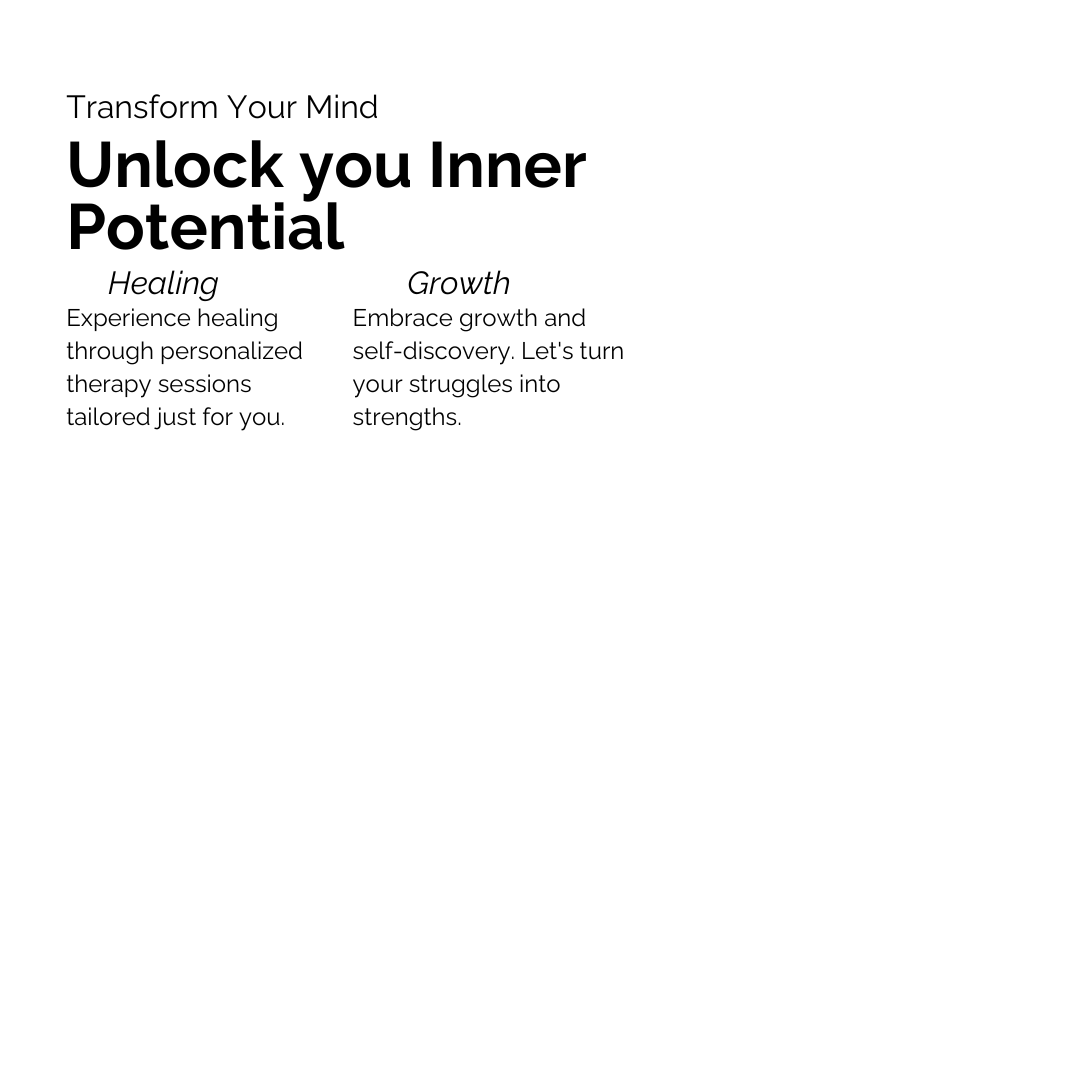 Transform Your Mind
Unlock you Inner
Potential
Healing
Experience healing
through personalized
therapy sessions
tailored just for you.
Growth
Embrace growth and
self-discovery. Let's turn
your struggles into
strengths.